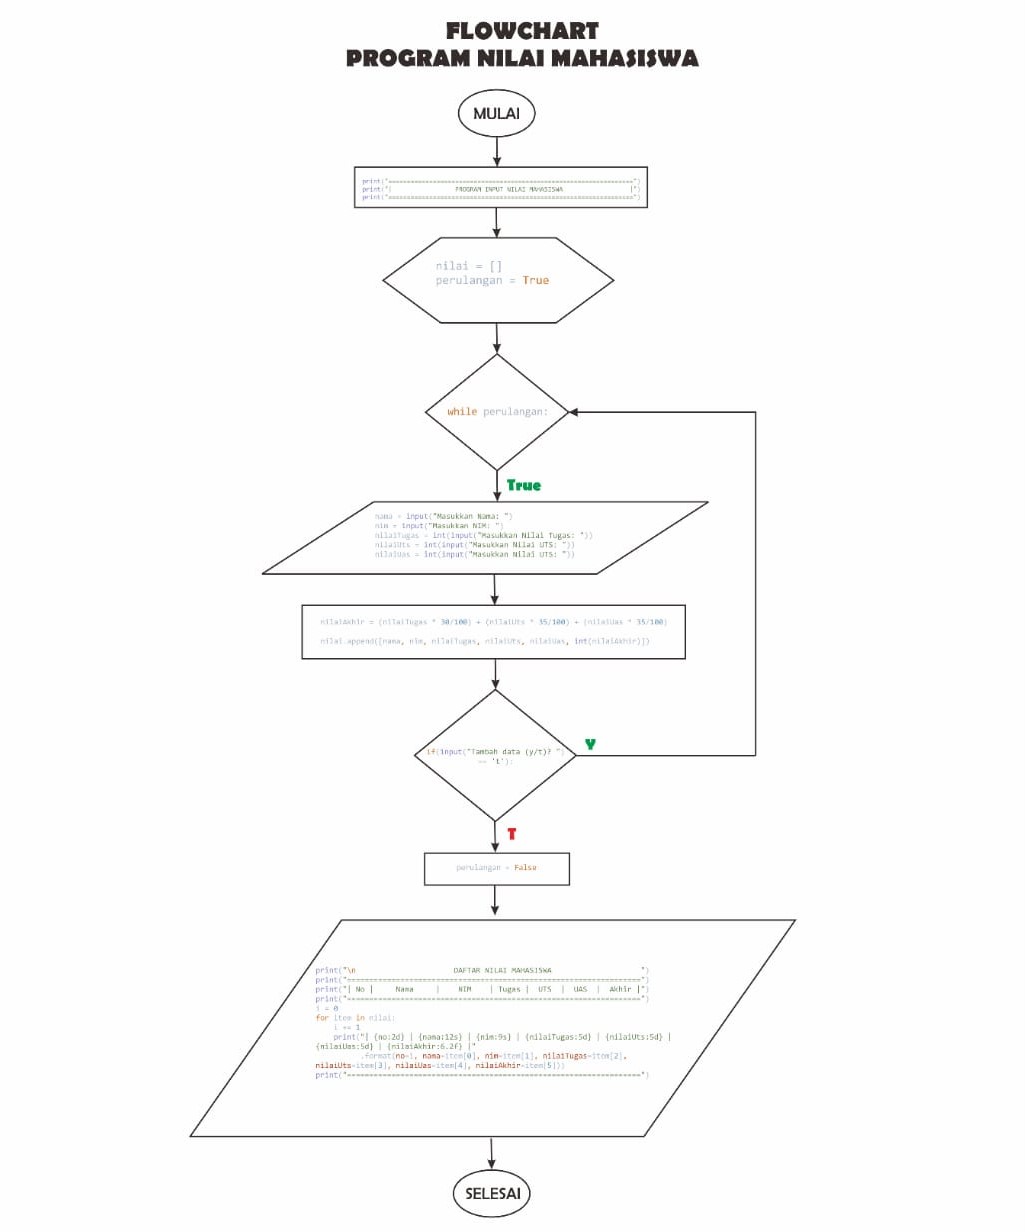 FLOWCHART
PROGRAM NILAI MAHASISWA
MULAI
print("==============================================================")
print("| PROGRAM INPUT NILAI MAHASISWA |")
print("==============================================================")
nilai = []
perulangan = True
while perulangan:
True
nama = input("Masukkan Nama: ")
nim = input("Masukkan NIM: ")
nilaiTugas = int(input("Masukkan Nilai Tugas: "))
nilaiUts = int(input("Masukkan Nilai UTS: "))
nilaiUas = int(input("Masukkan Nilai UTS: "))
nilaiAkhir = (nilaiTugas * 30/100) + (nilaiUts * 35/100) + (nilaiUas * 35/100)
nilai.append([nama, nim, nilaiTugas, nilaiUts, nilaiUas, int(nilaiAkhir)])
if(input("Tambah data (y/t)? ")
== 't'):
Y
T
perulangan = False
print("\n DAFTAR NILAI MAHASISWA ")
print("==================================================================")
print("| No | Nama | NIM | Tugas | UTS | UAS | Akhir |")
print("==================================================================")
i = 0
for item in nilai:
i += 1
print("| {no:2d} | {nama:12s} | {nim:9s} | {nilaiTugas:5d} | {nilaiUts:5d} |
{nilaiUas:5d} | {nilaiAkhir:6.2f} |"
.format(no=i, nama=item[0], nim=item[1], nilaiTugas=item[2],
nilaiUts=item[3], nilaiUas=item[4], nilaiAkhir=item[5]))
print("==================================================================")
SELESAI